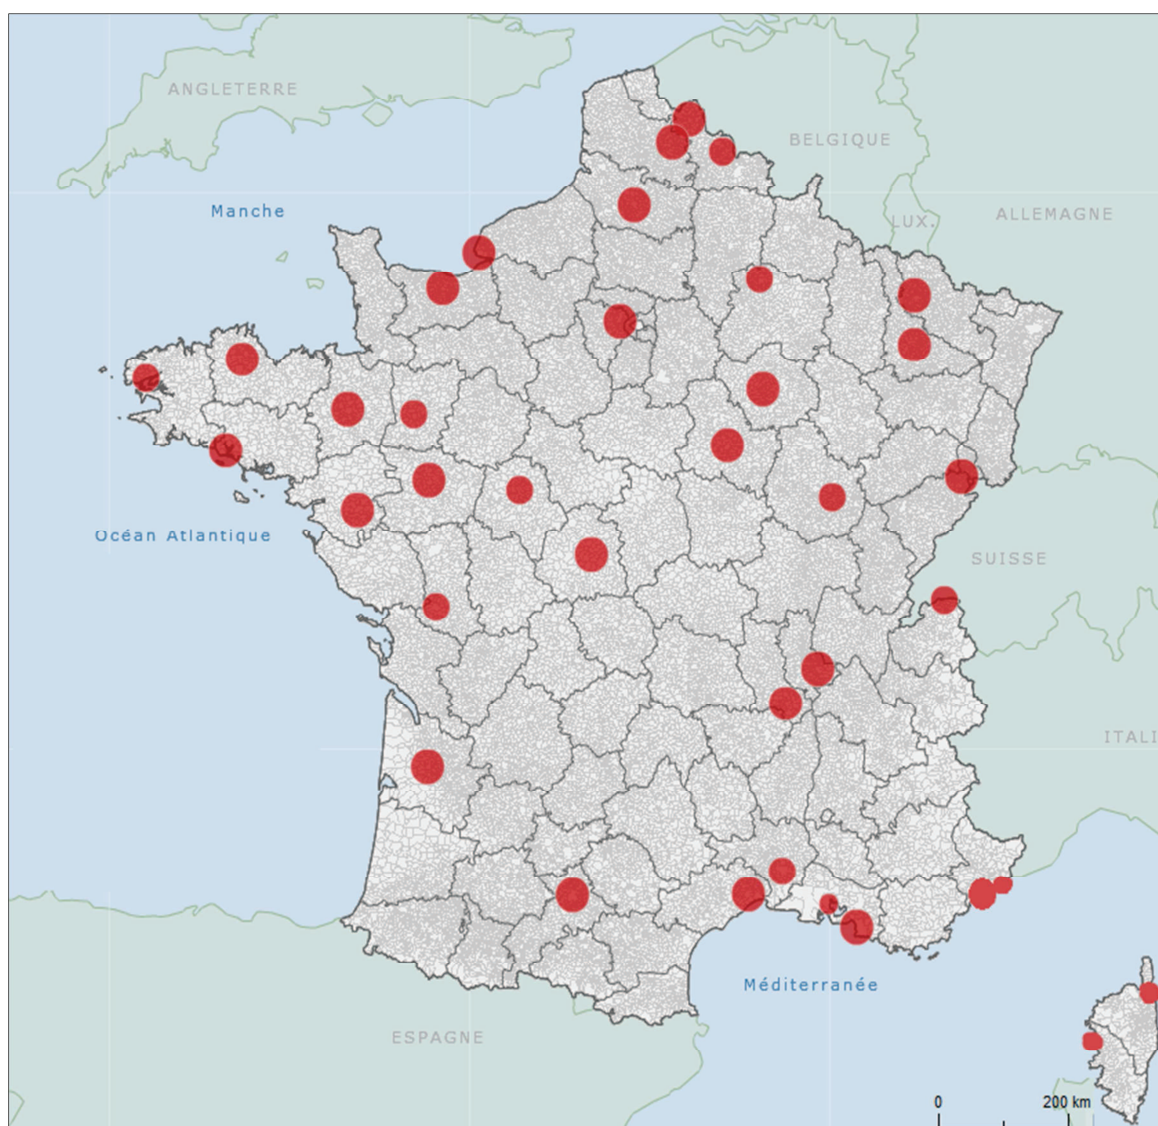 ANGLETERRE
BELGIQUE
Manche
LUX.
ALLEMAGNE
Océan Atlantique
SUISSE
ITALI
Méditerranée
ESPAGNE
0
200 km